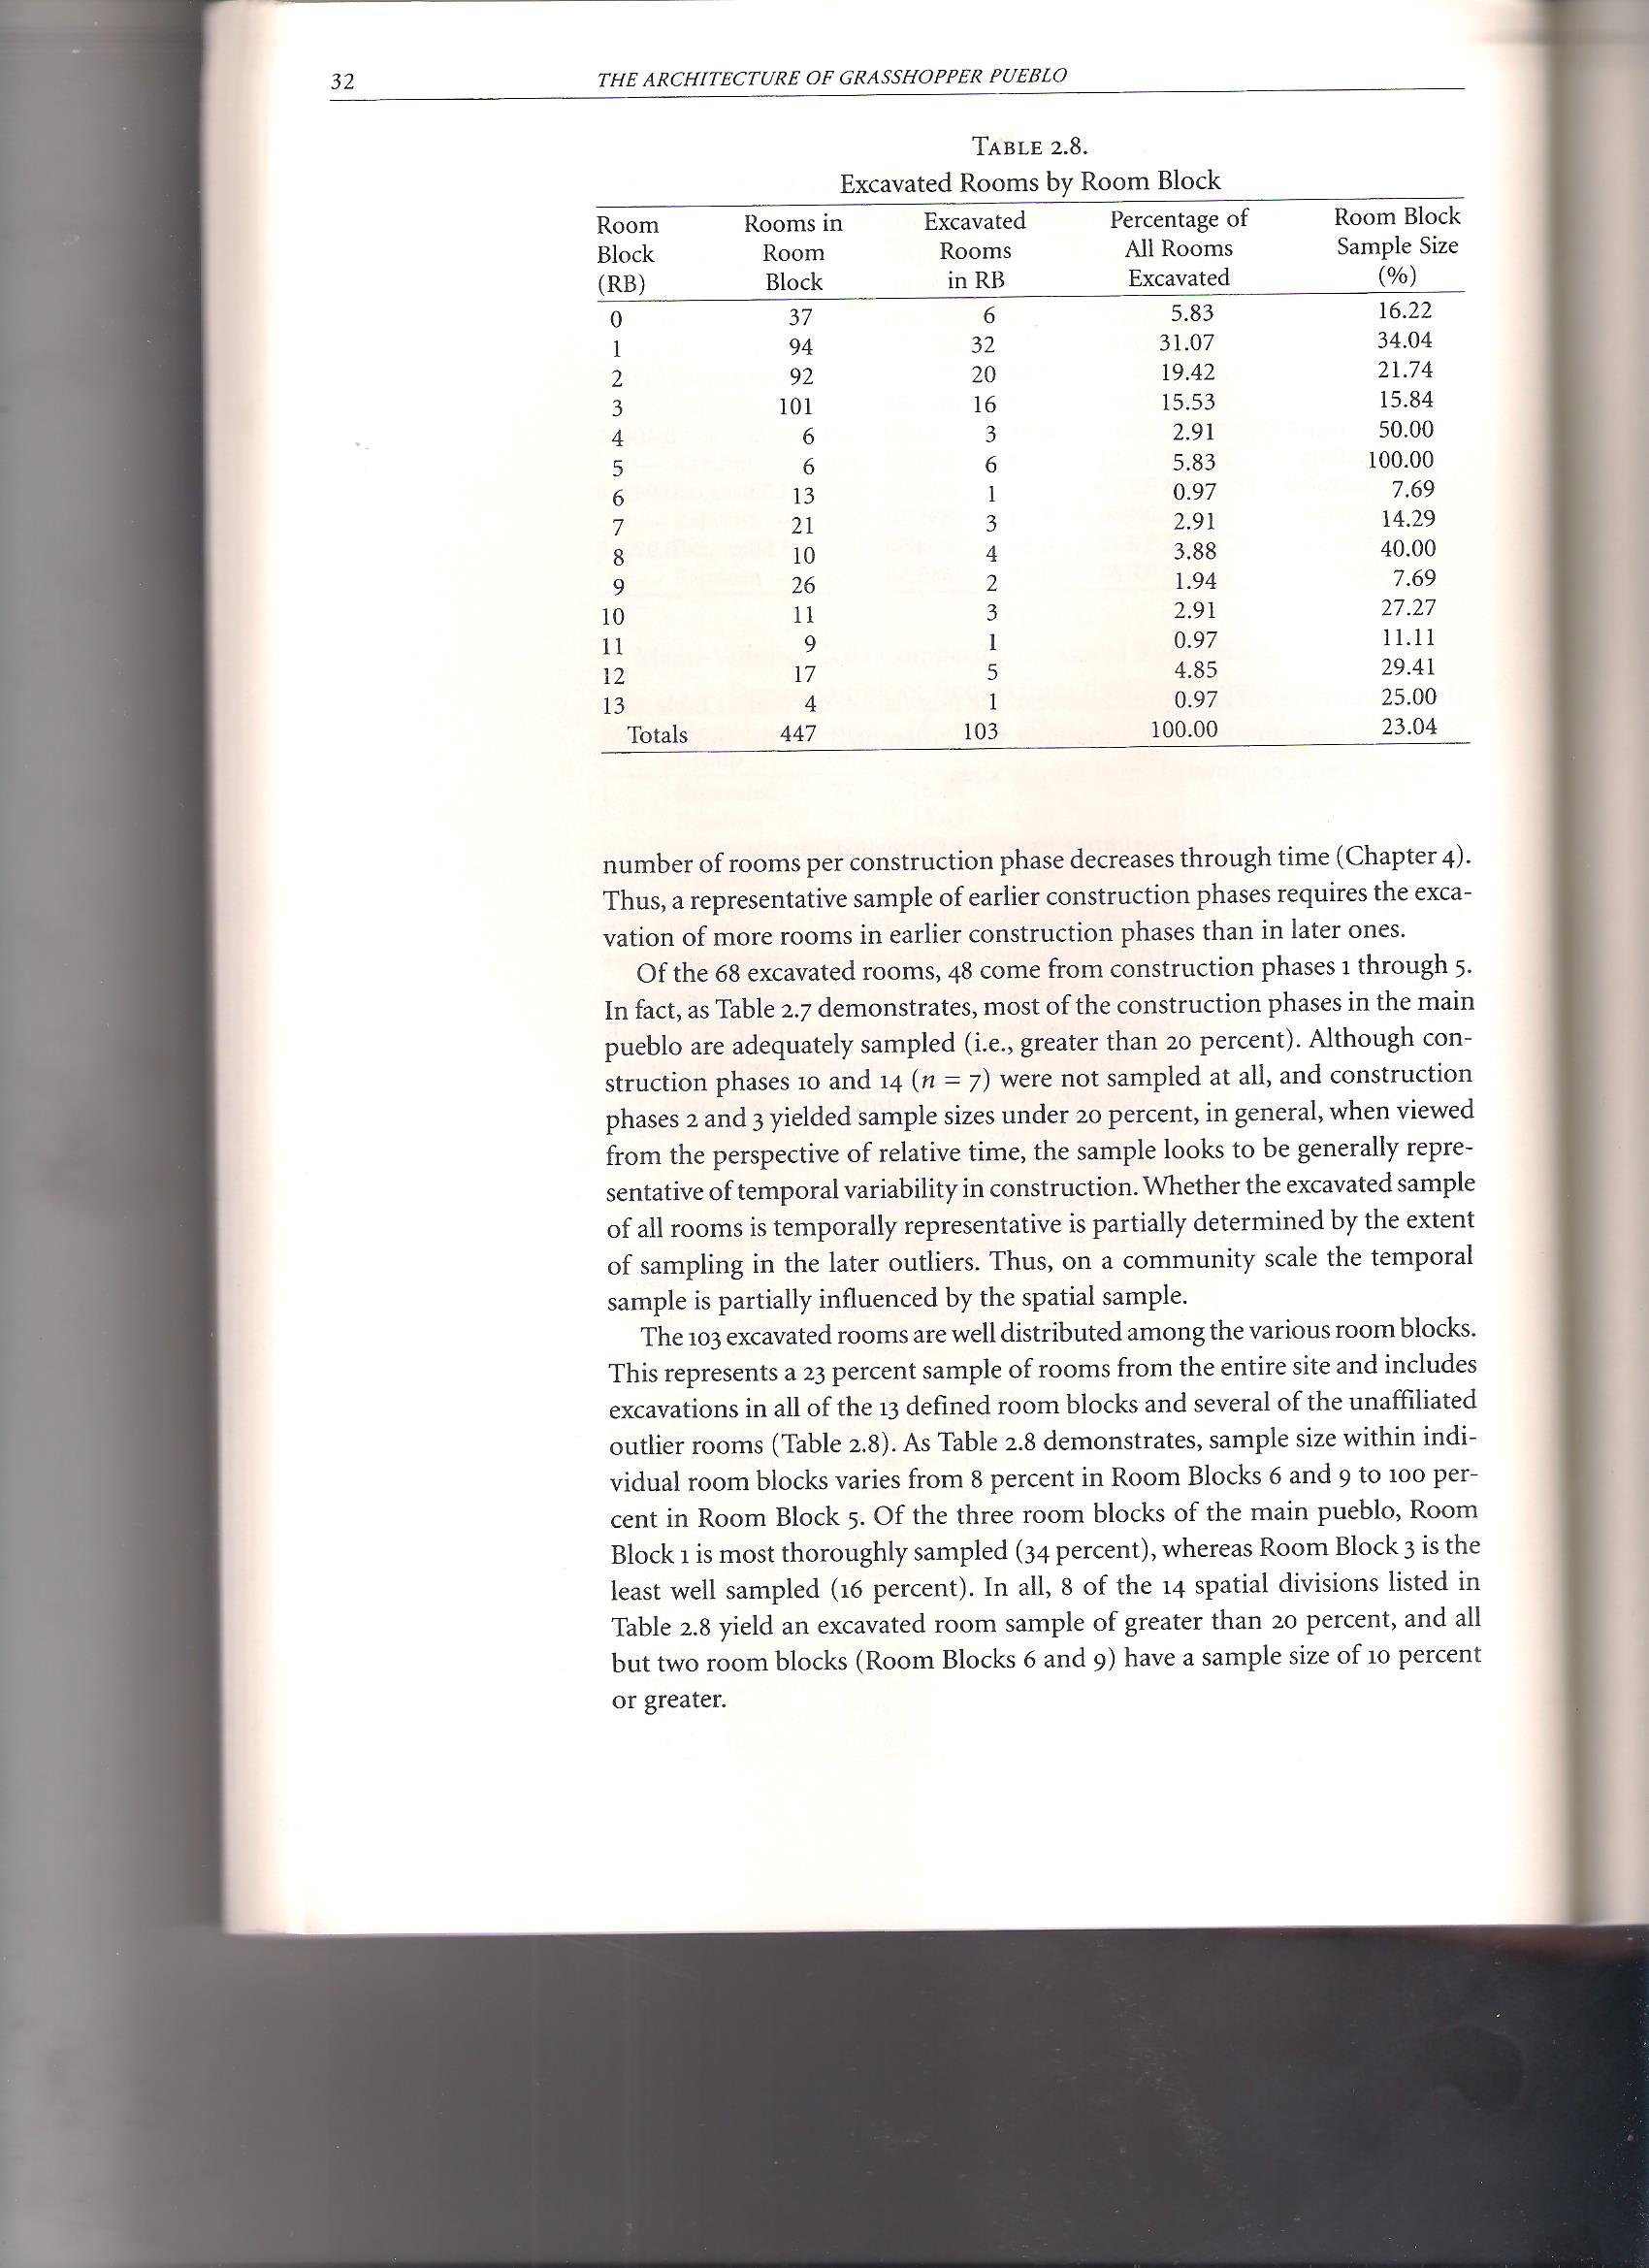 32 THE ARCHITECTURE OF GRASSHOPPER PUEBLO
TABLE 2.8.
Excavated Rooms by Room Block
Room Rooms in Excavated Percentage of Room Block
Block Room Rooms All Rooms Sample Size
(RB) Block in RB Excavated (%)
0 37 6 5.83 16.22
1 94 32 31.07 34.04
2 92 20 19.42 21.74
3 101 16 15.53 15.84
4 6 3 2.91 50.00
5 6 6 5.83 100.00
6 13 1 0.97 7.69
7 21 3 2.91 14.29
8 10 4 3.88 40.00
9 26 2 1.94 7.69
10 11 3 2.91 27.27
11 9 1 0.97 11.11
12 17 5 4.85 29.41
13 4 1 0.97 25.00
Totals 447 103 100.00 23.04
number of rooms per construction phase decreases through time (Chapter 4).
Thus, a representative sample of earlier construction phases requires the exca-
vation of more rooms in earlier construction phases than in later ones.
Of the 68 excavated rooms, 48 come from construction phases 1 through 5.
In fact, as Table 2.7 demonstrates, most of the construction phases in the main
pueblo are adequately sampled (i.e., greater than 20 percent). Although con-
struction phases 10 and 14 (n = 7) were not sampled at all, and construction
phases 2 and 3 yielded sample sizes under 20 percent, in general, when viewed
from the perspective of relative time, the sample looks to be generally repre-
sentative of temporal variability in construction. Whether the excavated sample
of all rooms is temporally representative is partially determined by the extent
of sampling in the later outliers. Thus, on a community scale the temporal
sample is partially influenced by the spatial sample.
The 103 excavated rooms are well distributed among the various room blocks.
This represents a 23 percent sample of rooms from the entire site and includes
excavations in all of the 13 defined room blocks and several of the unaffiliated
outlier rooms (Table 2.8). As Table 2.8 demonstrates, sample size within indi-
vidual room blocks varies from 8 percent in Room Blocks 6 and 9 to 100 per-
cent in Room Block 5. Of the three room blocks of the main pueblo, Room
Block 1 is most thoroughly sampled (34 percent), whereas Room Block 3 is the
least well sampled (16 percent). In all, 8 of the 14 spatial divisions listed in
Table 2.8 yield an excavated room sample of greater than 20 percent, and all
but two room blocks (Room Blocks 6 and 9) have a sample size of 10 percent
or greater.